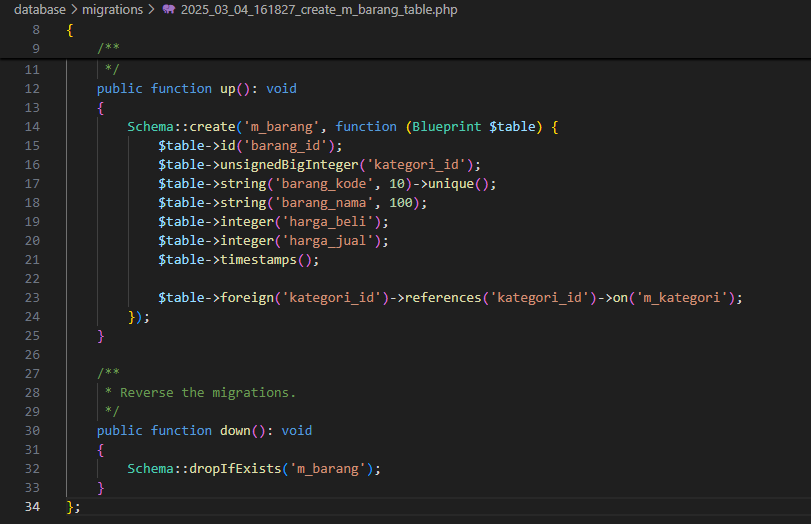 database > migrations > 2025_03_04_161827_create_m_barang_table.php
8 {
9     /**
11      */
12     public function up(): void
13     {
14         Schema::create('m_barang', function (Blueprint $table) {
15             $table->id('barang_id');
16             $table->unsignedBigInteger('kategori_id');
17             $table->string('barang_kode', 10)->unique();
18             $table->string('barang_nama', 100);
19             $table->integer('harga_beli');
20             $table->integer('harga_jual');
21             $table->timestamps();
22
23             $table->foreign('kategori_id')->references('kategori_id')->on('m_kategori');
24         });
25     }
26
27     /**
28      * Reverse the migrations.
29      */
30     public function down(): void
31     {
32         Schema::dropIfExists('m_barang');
33     }
34 };